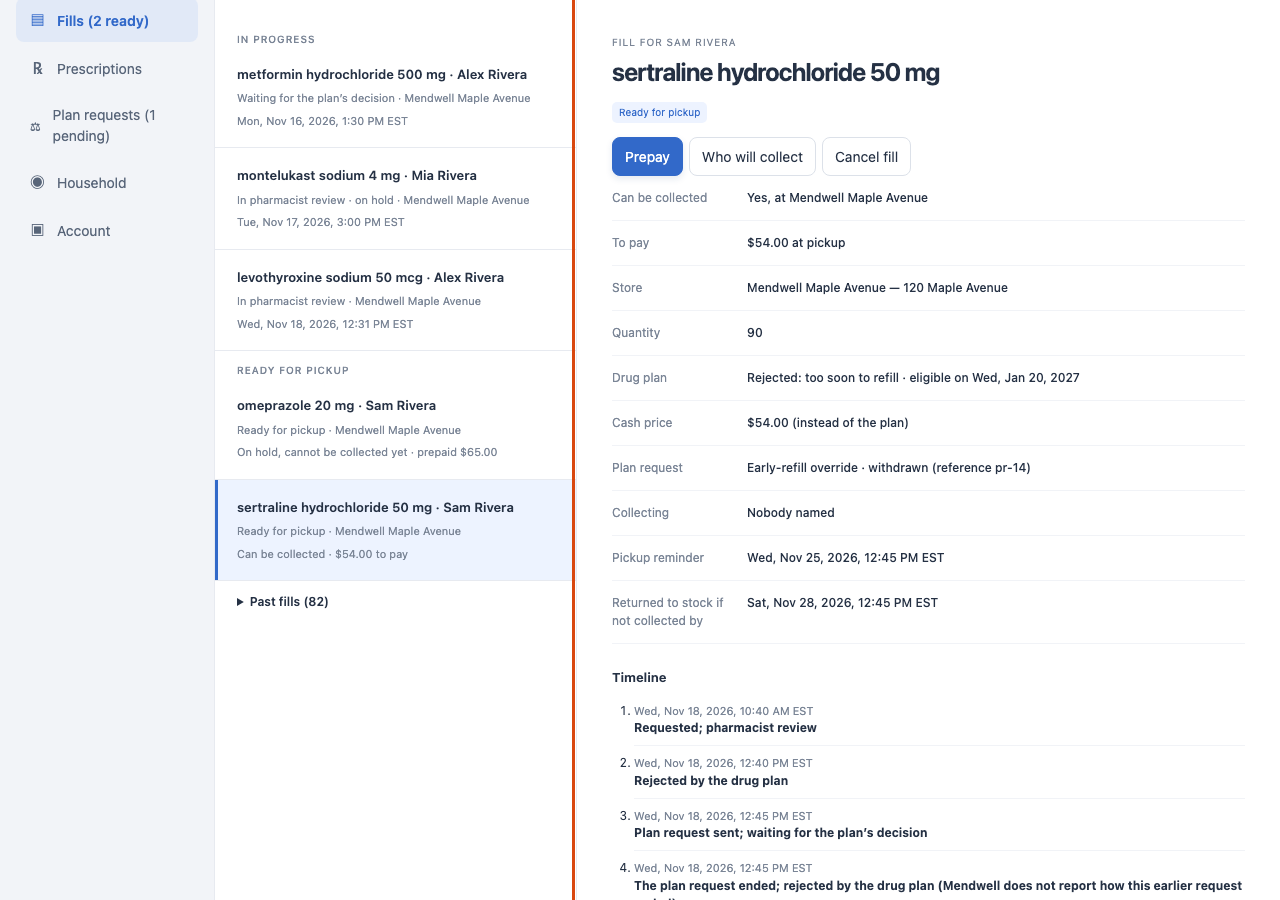 Fills (2 ready)
℞ Prescriptions
Plan requests (1
pending)
Household
Account
IN PROGRESS
metformin hydrochloride 500 mg · Alex Rivera
Waiting for the plan’s decision · Mendwell Maple Avenue
Mon, Nov 16, 2026, 1:30 PM EST
montelukast sodium 4 mg · Mia Rivera
In pharmacist review · on hold · Mendwell Maple Avenue
Tue, Nov 17, 2026, 3:00 PM EST
levothyroxine sodium 50 mcg · Alex Rivera
In pharmacist review · Mendwell Maple Avenue
Wed, Nov 18, 2026, 12:31 PM EST
READY FOR PICKUP
omeprazole 20 mg · Sam Rivera
Ready for pickup · Mendwell Maple Avenue
On hold, cannot be collected yet · prepaid $65.00
sertraline hydrochloride 50 mg · Sam Rivera
Ready for pickup · Mendwell Maple Avenue
Can be collected · $54.00 to pay
Past fills (82)
FILL FOR SAM RIVERA
sertraline hydrochloride 50 mg
Ready for pickup
Prepay Who will collect Cancel fill
Can be collected Yes, at Mendwell Maple Avenue
To pay $54.00 at pickup
Store Mendwell Maple Avenue — 120 Maple Avenue
Quantity 90
Drug plan Rejected: too soon to refill · eligible on Wed, Jan 20, 2027
Cash price $54.00 (instead of the plan)
Plan request Early-refill override · withdrawn (reference pr-14)
Collecting Nobody named
Pickup reminder Wed, Nov 25, 2026, 12:45 PM EST
Returned to stock if Sat, Nov 28, 2026, 12:45 PM EST
not collected by
Timeline
1. Wed, Nov 18, 2026, 10:40 AM EST
Requested; pharmacist review
2. Wed, Nov 18, 2026, 12:40 PM EST
Rejected by the drug plan
3. Wed, Nov 18, 2026, 12:45 PM EST
Plan request sent; waiting for the plan’s decision
4. Wed, Nov 18, 2026, 12:45 PM EST
The plan request ended; rejected by the drug plan (Mendwell does not report how this earlier request